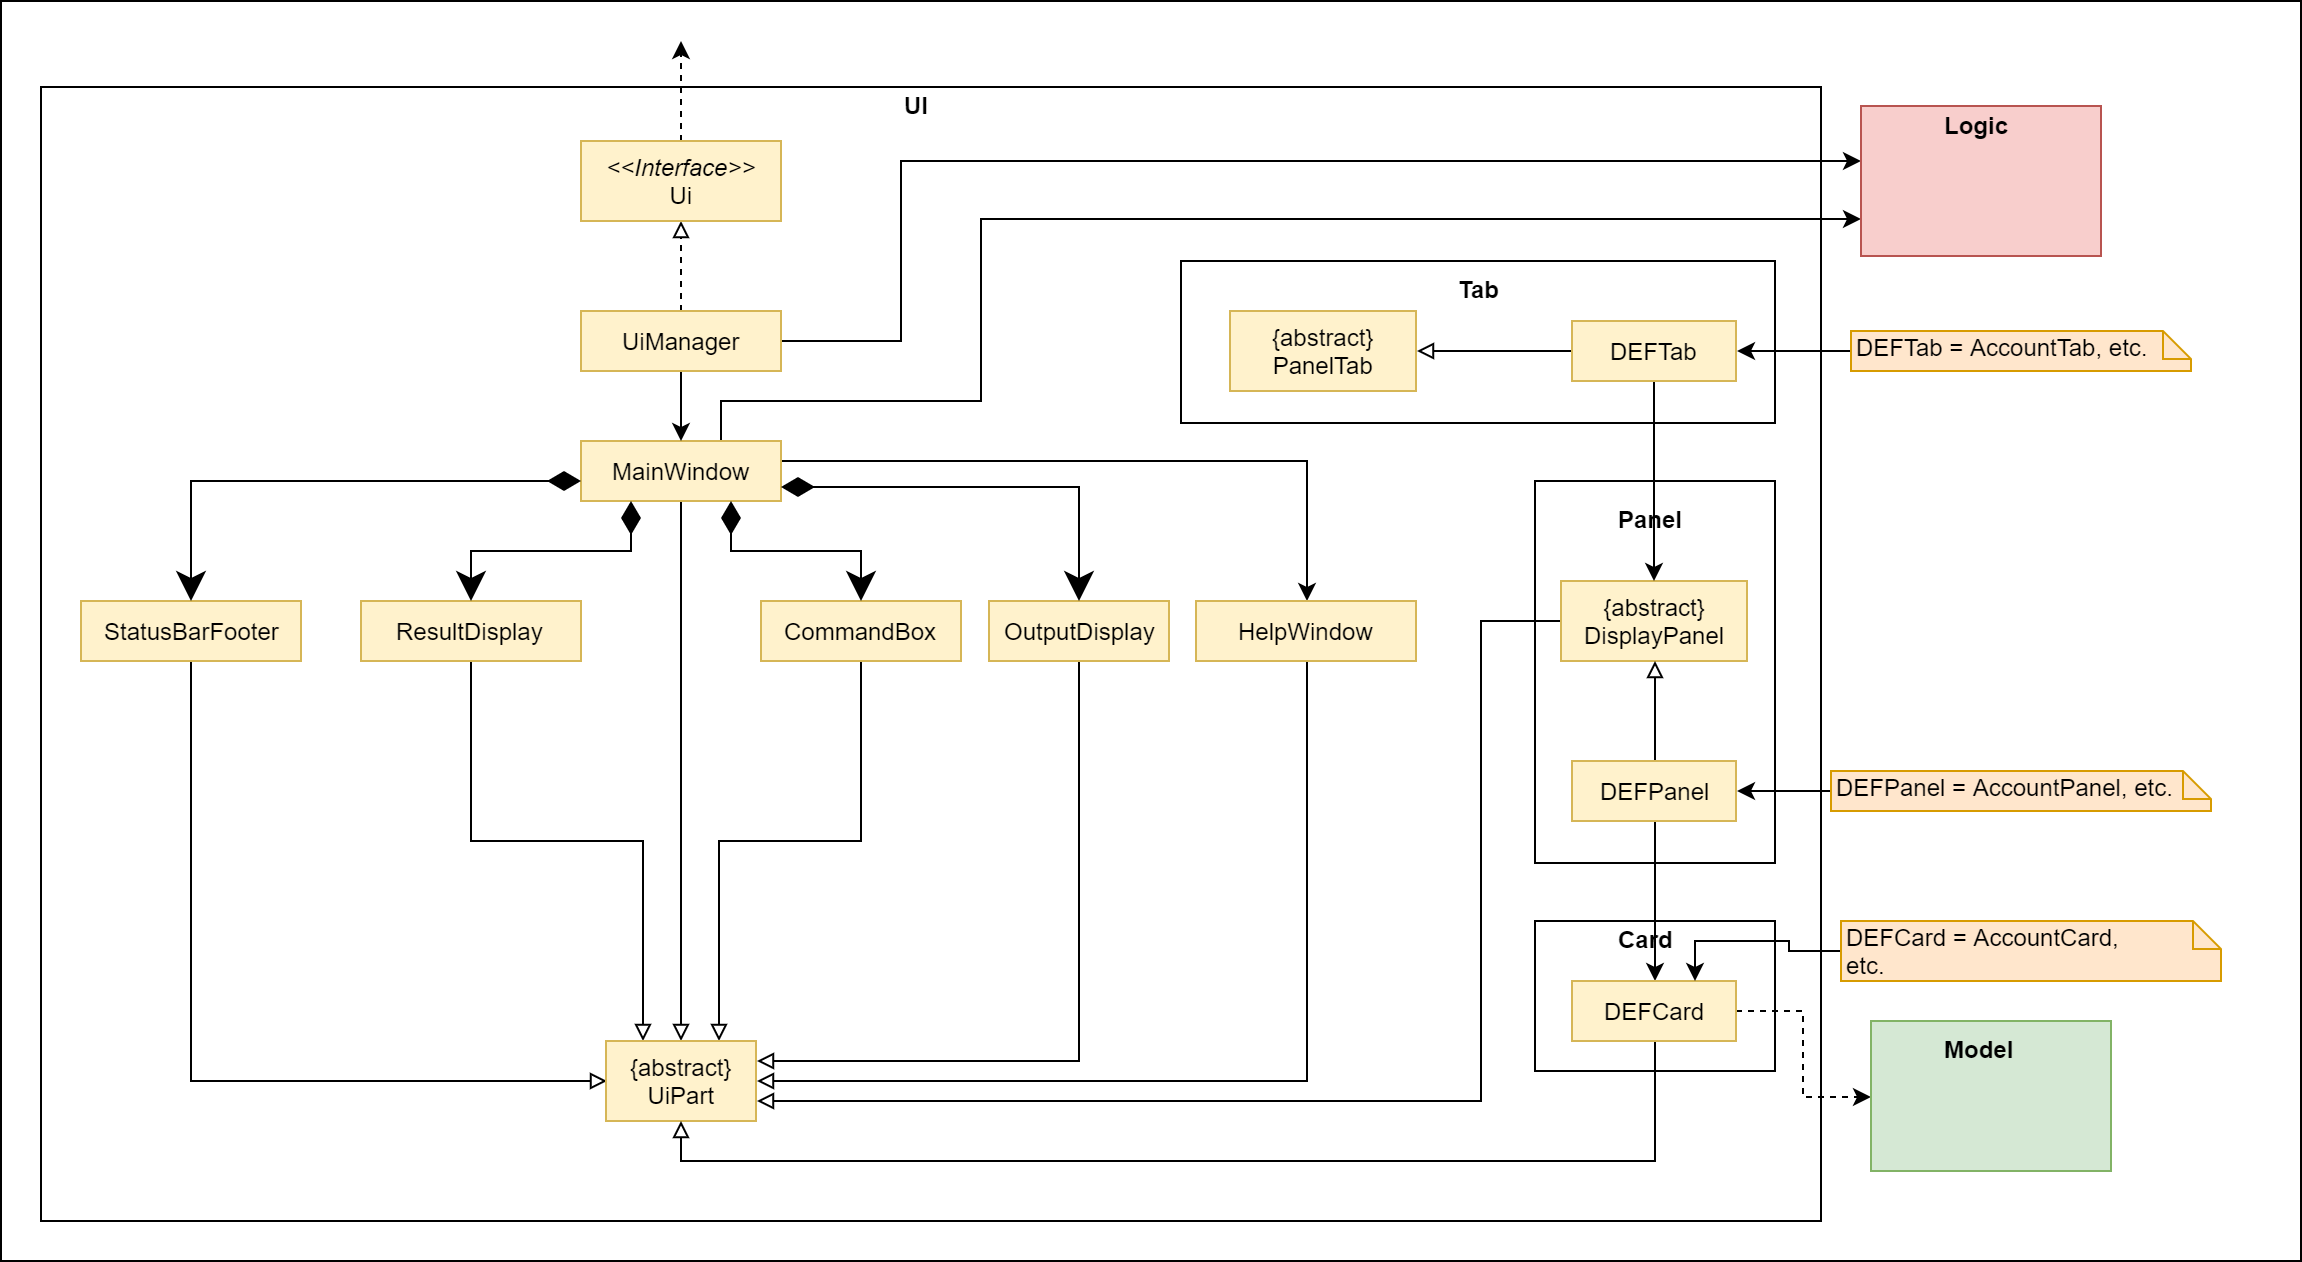 UI
Logic
<<Interface>>
Ui
Tab
UiManager
{abstract}
PanelTab
DEFTab
DEFTab = AccountTab, etc.
MainWindow
Panel
StatusBarFooter
ResultDisplay
CommandBox
OutputDisplay
HelpWindow
{abstract}
DisplayPanel
DEFPanel
DEFPanel = AccountPanel, etc.
Card
DEFCard = AccountCard,
etc.
DEFCard
Model
{abstract}
UiPart